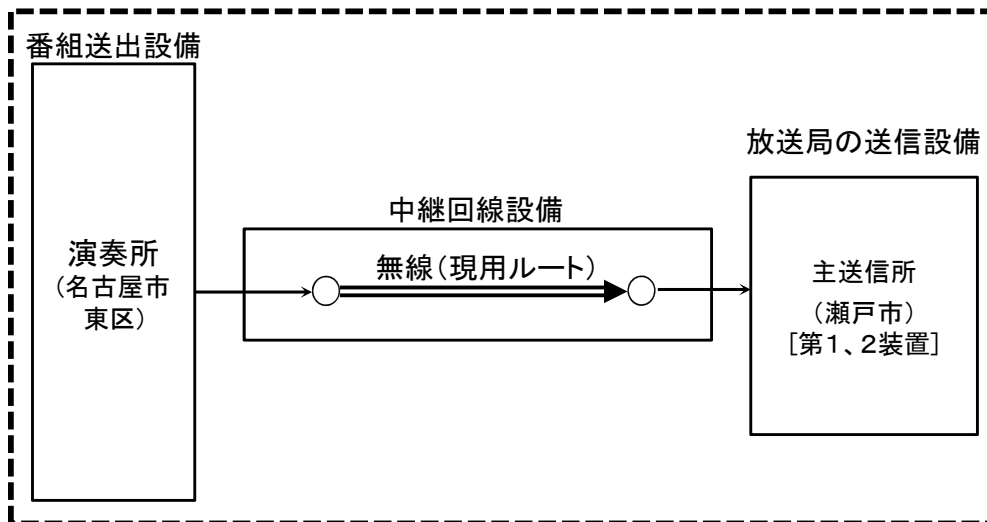 番組送出設備
演奏所
(名古屋市
東区)
中継回線設備
無線(現用ルート)
放送局の送信設備
主送信所
(瀬戸市)
[第1、2装置]